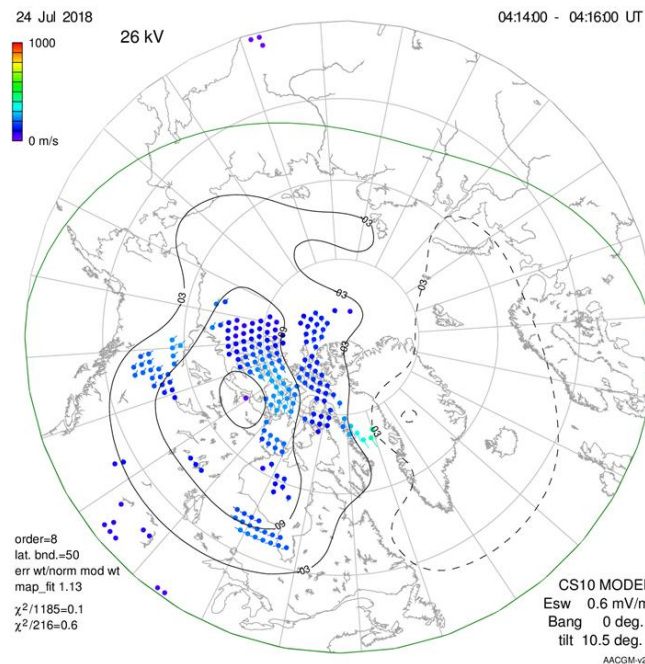 24 Jul 2018
04:14:00 - 04:16:00 UT
26 kV
1000
0 m/s
-03
-03
-03
-03
-03
-03
-03
-09
-09
order=8
lat. bnd.=50
err wt/norm mod wt
map_fit 1.13
χ²/1185=0.1
χ²/216=0.6
CS10 MODEL
Esw 0.6 mV/m
Bang 0 deg.
tilt 10.5 deg.
AACGM-v2